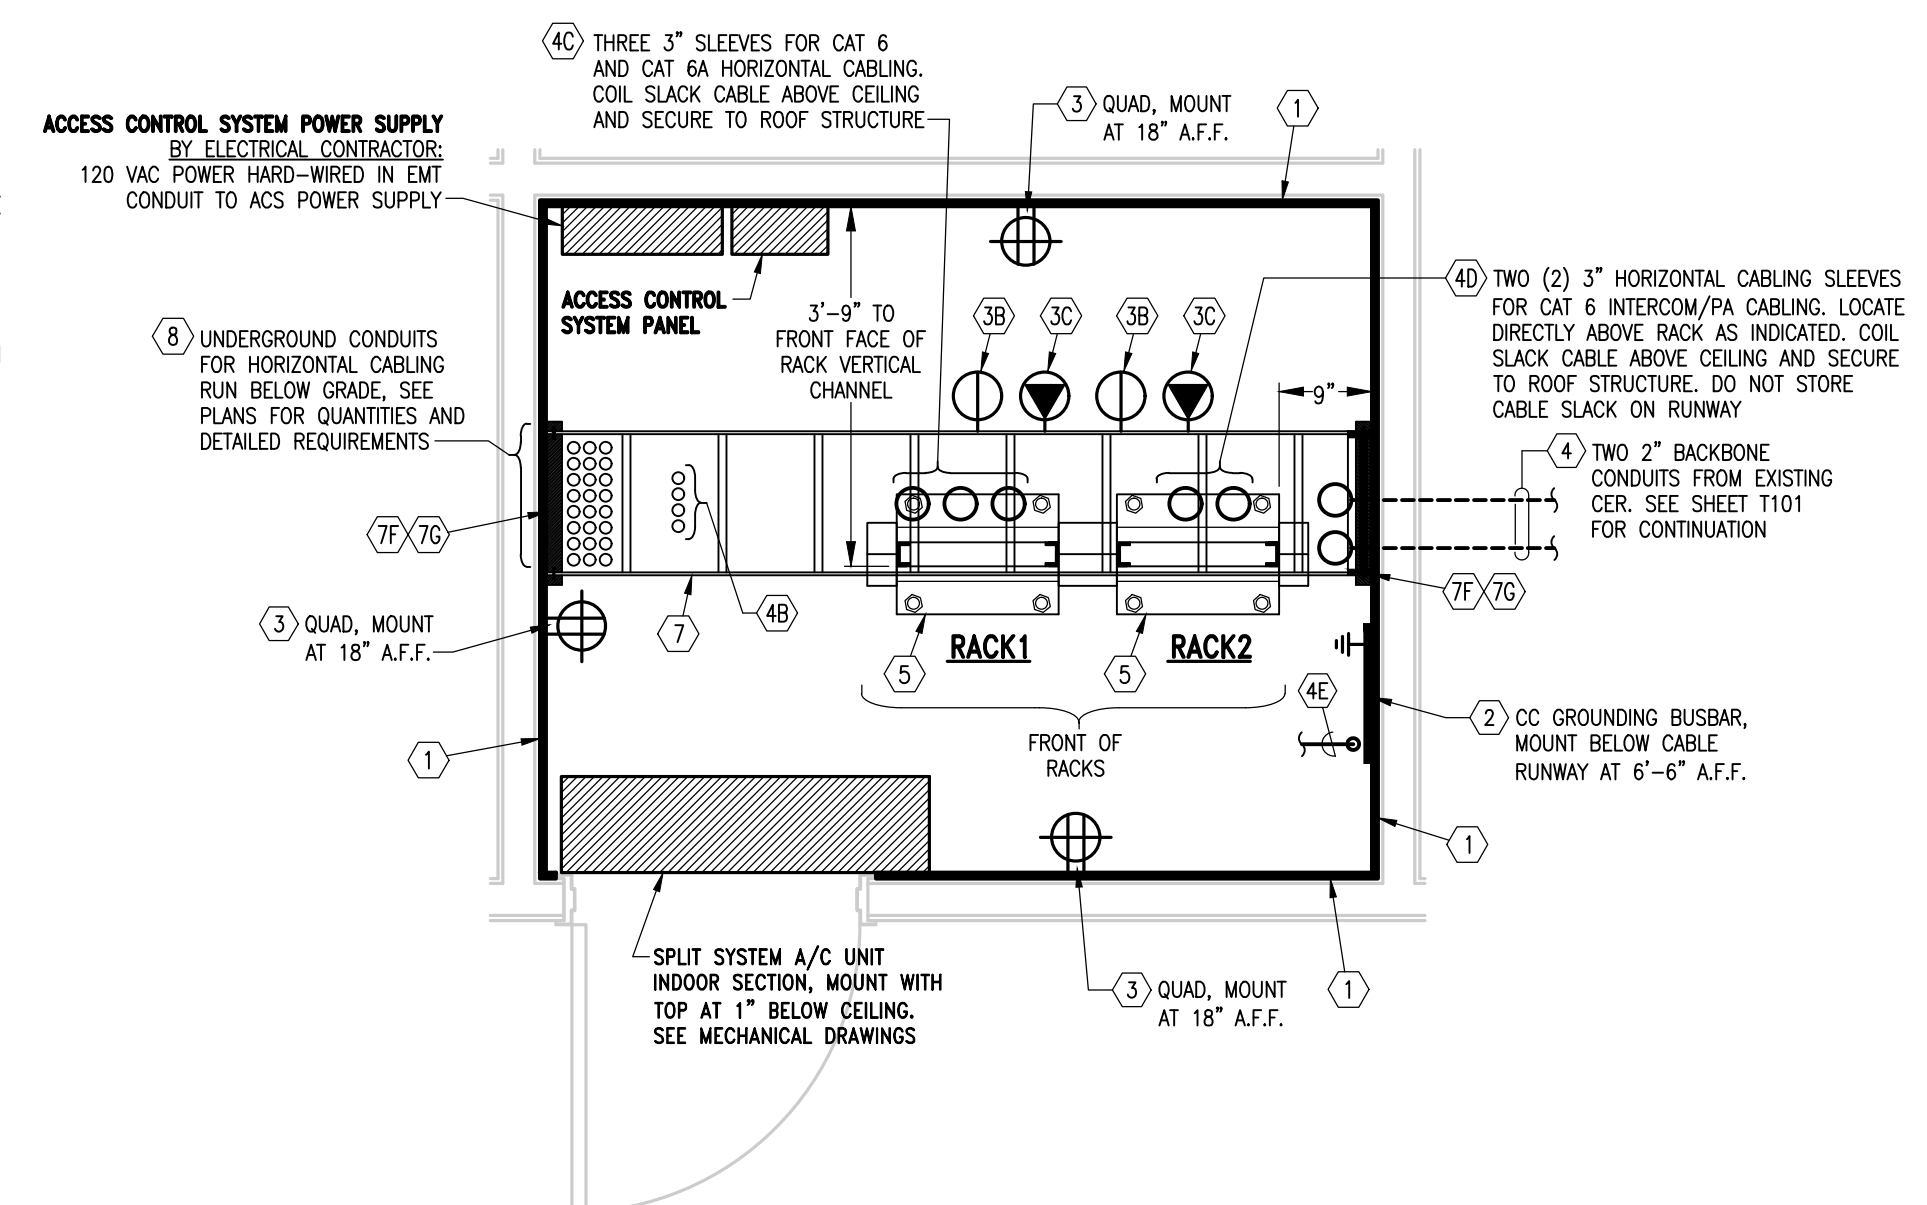 4C
THREE 3" SLEEVES FOR CAT 6
AND CAT 6A HORIZONTAL CABLING.
COIL SLACK CABLE ABOVE CEILING
AND SECURE TO ROOF STRUCTURE
3
QUAD, MOUNT
AT 18" A.F.F.
1
ACCESS CONTROL SYSTEM POWER SUPPLY
BY ELECTRICAL CONTRACTOR:
120 VAC POWER HARD-WIRED IN EMT
CONDUIT TO ACS POWER SUPPLY
ACCESS CONTROL
SYSTEM PANEL
3'-9" TO
FRONT FACE OF
RACK VERTICAL
CHANNEL
3B
3C
3B
3C
9"
4D
TWO (2) 3" HORIZONTAL CABLING SLEEVES
FOR CAT 6 INTERCOM/PA CABLING. LOCATE
DIRECTLY ABOVE RACK AS INDICATED. COIL
SLACK CABLE ABOVE CEILING AND SECURE
TO ROOF STRUCTURE. DO NOT STORE
CABLE SLACK ON RUNWAY
8
UNDERGROUND CONDUITS
FOR HORIZONTAL CABLING
RUN BELOW GRADE, SEE
PLANS FOR QUANTITIES AND
DETAILED REQUIREMENTS
4
TWO 2" BACKBONE
CONDUITS FROM EXISTING
CER. SEE SHEET T101
FOR CONTINUATION
7F
7G
7F
7G
3
QUAD, MOUNT
AT 18" A.F.F.
7
4B
RACK1
RACK2
5
5
4E
2
CC GROUNDING BUSBAR,
MOUNT BELOW CABLE
RUNWAY AT 6'-6" A.F.F.
FRONT OF
RACKS
1
1
SPLIT SYSTEM A/C UNIT
INDOOR SECTION, MOUNT WITH
TOP AT 1" BELOW CEILING.
SEE MECHANICAL DRAWINGS
3
QUAD, MOUNT
AT 18" A.F.F.
1